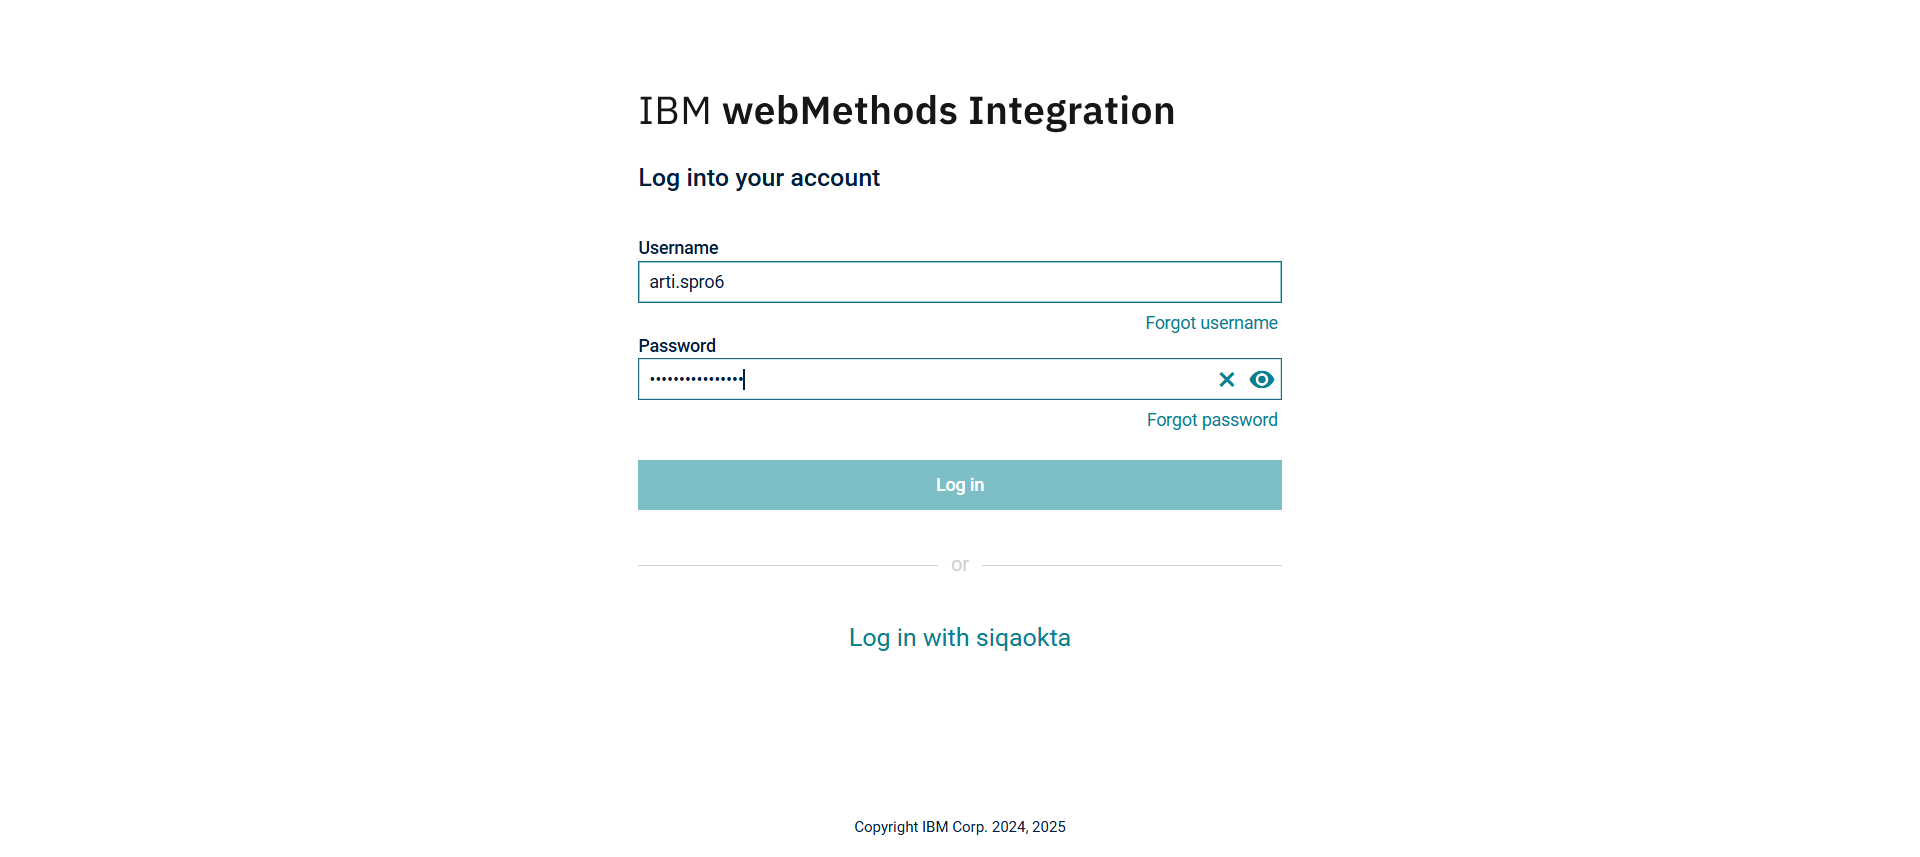 IBM webMethods Integration
Log into your account
Username
arti.spro6
Forgot username
Password
••••••••••••••••
Forgot password
Log in
or
Log in with siqaokta
Copyright IBM Corp. 2024, 2025